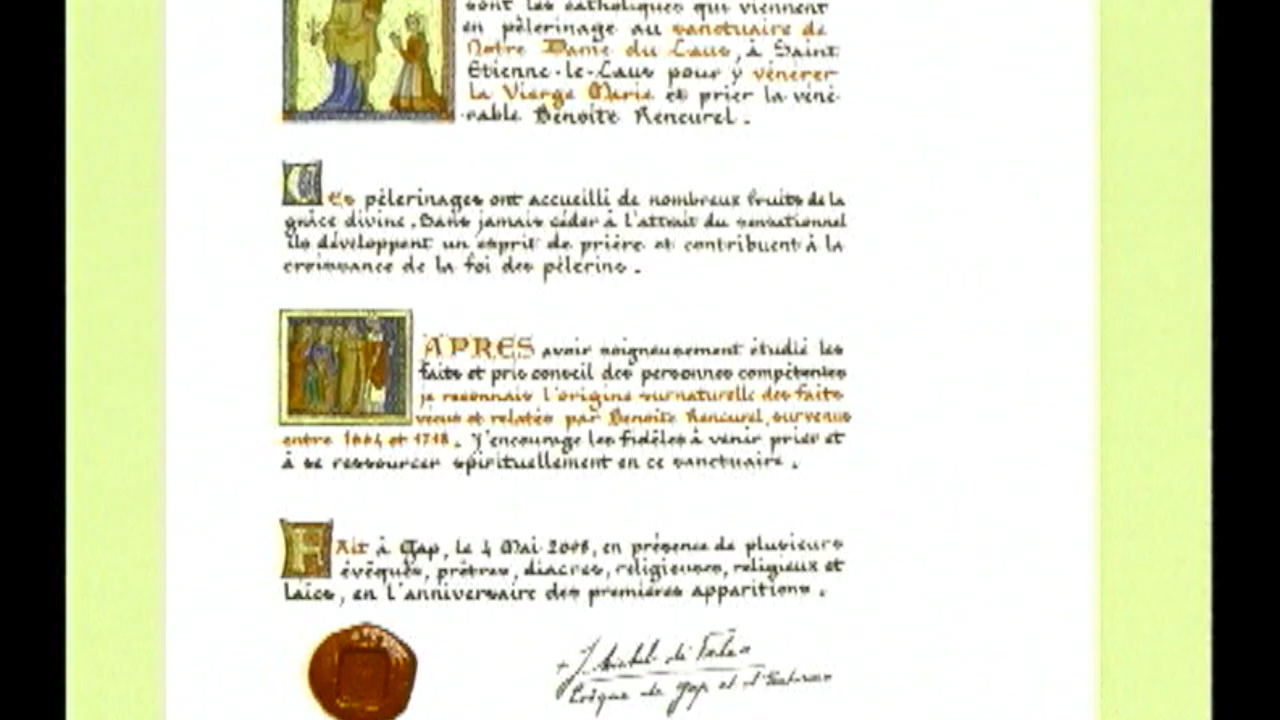 sont les catholiques qui viennent
en pèlerinage au sanctuaire de
Notre Dame du Laus, à Saint
Etienne-le-Laus pour y vénérer
la Vierge Marie et prier la véné-
rable Benoîte Rencurel.
Ces pèlerinages ont accueilli de nombreux fruits de la
grâce divine. Sans jamais céder à l'attrait du sensationnel
ils développent un esprit de prière et contribuent à la
croissance de la foi des pèlerins.
APRES avoir soigneusement étudié les
faits et pris conseil des personnes compétentes
je reconnais l'origine surnaturelle des faits
vécus et relatés par Benoîte Rencurel, survenus
entre 1664 et 1718. J'encourage les fidèles à venir prier et
à se ressourcer spirituellement en ce sanctuaire.
Fait à Gap, le 4 Mai 2008, en présence de plusieurs
évêques, prêtres, diacres, religieuses, religieux et
laïcs, en l'anniversaire des premières apparitions.
+ J. Michel di Falco
Evêque de Gap et d'Embrun